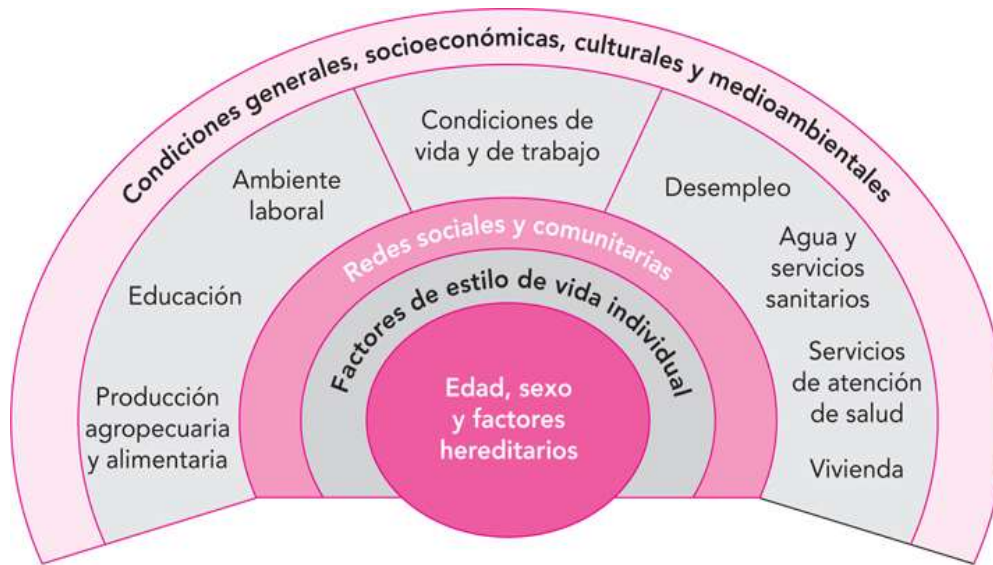 Condiciones generales, socioeconómicas, culturales y medioambientales
Condiciones de
vida y de trabajo
Ambiente
laboral
Educación
Producción
agropecuaria
y alimentaria
Desempleo
Agua y
servicios
sanitarios
Servicios
de atención
de salud
Vivienda
Redes sociales y comunitarias
Factores de estilo de vida individual
Edad, sexo
y factores
hereditarios